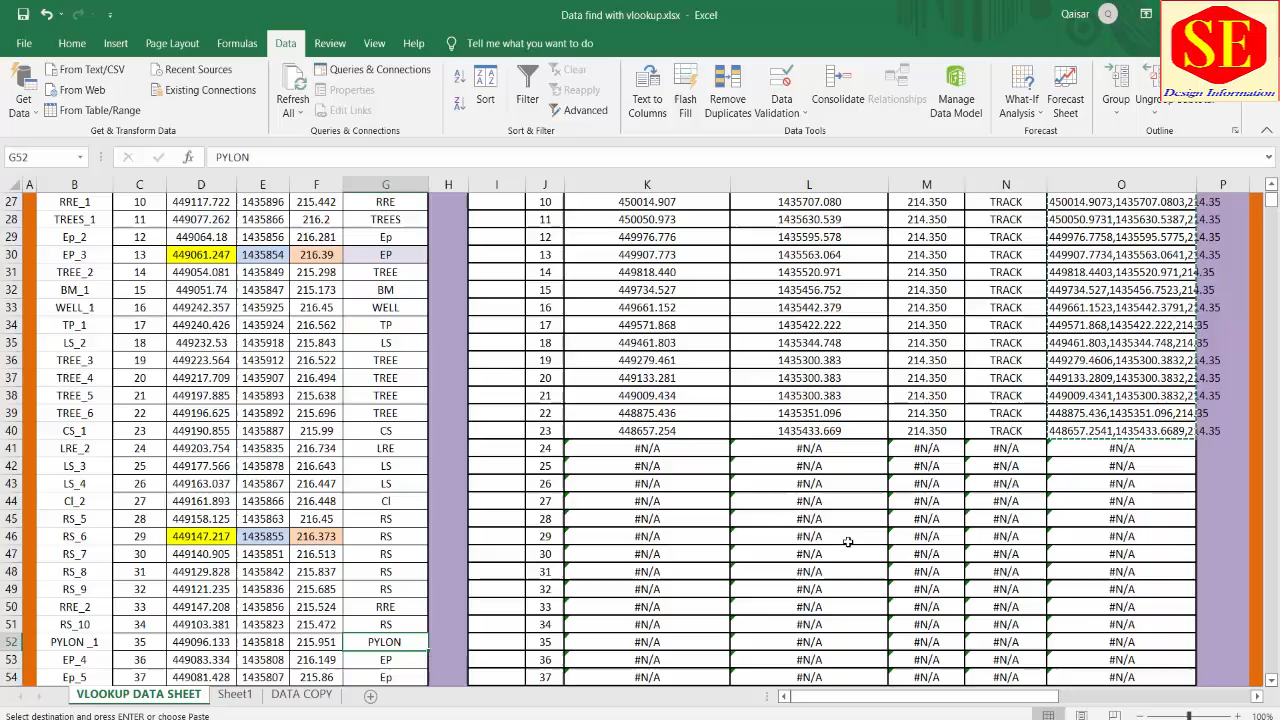 Data find with vlookup.xlsx - Excel
Qaisar Q
SE
Design Information
File Home Insert Page Layout Formulas Data Review View Help Tell me what you want to do
Get Data
From Text/CSV
From Web
From Table/Range
Recent Sources
Existing Connections
Get & Transform Data
Refresh All
Queries & Connections
Properties
Edit Links
Queries & Connections
Sort
Filter
Clear
Reapply
Advanced
Sort & Filter
Text to Columns
Flash Fill
Remove Duplicates
Data Validation
Consolidate
Relationships
Manage Data Model
Data Tools
What-If Analysis
Forecast Sheet
Forecast
Group
Outline
G52 fx PYLON
A B C D E F G H I J K L M N O P
27 RRE_1 10 449117.722 1435896 215.442 RRE 10 450014.907 1435707.080 214.350 TRACK 450014.9073,1435707.0803,214.35
28 TREES_1 11 449077.262 1435866 216.2 TREES 11 450050.973 1435630.539 214.350 TRACK 450050.9731,1435630.5387,214.35
29 Ep_2 12 449064.18 1435856 216.281 Ep 12 449976.776 1435595.578 214.350 TRACK 449976.7758,1435595.5775,214.35
30 EP_3 13 449061.247 1435854 216.39 EP 13 449907.773 1435563.064 214.350 TRACK 449907.7734,1435563.0641,214.35
31 TREE_2 14 449054.081 1435849 215.298 TREE 14 449818.440 1435520.971 214.350 TRACK 449818.4403,1435520.971,214.35
32 BM_1 15 449051.74 1435847 215.173 BM 15 449734.527 1435456.752 214.350 TRACK 449734.527,1435456.7523,214.35
33 WELL_1 16 449242.357 1435925 216.45 WELL 16 449661.152 1435442.379 214.350 TRACK 449661.1523,1435442.3791,214.35
34 TP_1 17 449240.426 1435924 216.562 TP 17 449571.868 1435422.222 214.350 TRACK 449571.868,1435422.222,214.35
35 LS_2 18 449232.53 1435918 215.843 LS 18 449461.803 1435344.748 214.350 TRACK 449461.803,1435344.748,214.35
36 TREE_3 19 449223.564 1435912 216.522 TREE 19 449279.461 1435300.383 214.350 TRACK 449279.4606,1435300.3832,214.35
37 TREE_4 20 449217.709 1435907 216.494 TREE 20 449133.281 1435300.383 214.350 TRACK 449133.2809,1435300.3832,214.35
38 TREE_5 21 449197.885 1435891 215.638 TREE 21 449009.434 1435300.383 214.350 TRACK 449009.4341,1435300.3832,214.35
39 TREE_6 22 449196.625 1435892 215.696 TREE 22 448875.436 1435351.096 214.350 TRACK 448875.436,1435351.096,214.35
40 CS_1 23 449190.855 1435887 215.99 CS 23 448657.254 1435433.669 214.350 TRACK 448657.2541,1435433.6689,214.35
41 LRE_2 24 449203.754 1435835 216.734 LRE 24 #N/A #N/A #N/A #N/A #N/A
42 LS_3 25 449177.566 1435878 216.643 LS 25 #N/A #N/A #N/A #N/A #N/A
43 LS_4 26 449163.037 1435867 216.447 LS 26 #N/A #N/A #N/A #N/A #N/A
44 Cl_2 27 449161.893 1435866 216.448 Cl 27 #N/A #N/A #N/A #N/A #N/A
45 RS_5 28 449158.125 1435863 216.45 RS 28 #N/A #N/A #N/A #N/A #N/A
46 RS_6 29 449147.217 1435855 216.373 RS 29 #N/A #N/A #N/A #N/A #N/A
47 RS_7 30 449140.905 1435851 216.513 RS 30 #N/A #N/A #N/A #N/A #N/A
48 RS_8 31 449129.828 1435842 215.837 RS 31 #N/A #N/A #N/A #N/A #N/A
49 RS_9 32 449121.235 1435836 215.685 RS 32 #N/A #N/A #N/A #N/A #N/A
50 RRE_2 33 449147.208 1435856 215.524 RRE 33 #N/A #N/A #N/A #N/A #N/A
51 RS_10 34 449103.381 1435823 215.472 RS 34 #N/A #N/A #N/A #N/A #N/A
52 PYLON _1 35 449096.133 1435818 215.951 PYLON 35 #N/A #N/A #N/A #N/A #N/A
53 EP_4 36 449083.334 1435808 216.149 EP 36 #N/A #N/A #N/A #N/A #N/A
54 Ep_5 37 449081.428 1435807 215.86 Ep 37 #N/A #N/A #N/A #N/A #N/A
VLOOKUP DATA SHEET Sheet1 DATA COPY
Select destination and press ENTER or choose Paste 100%